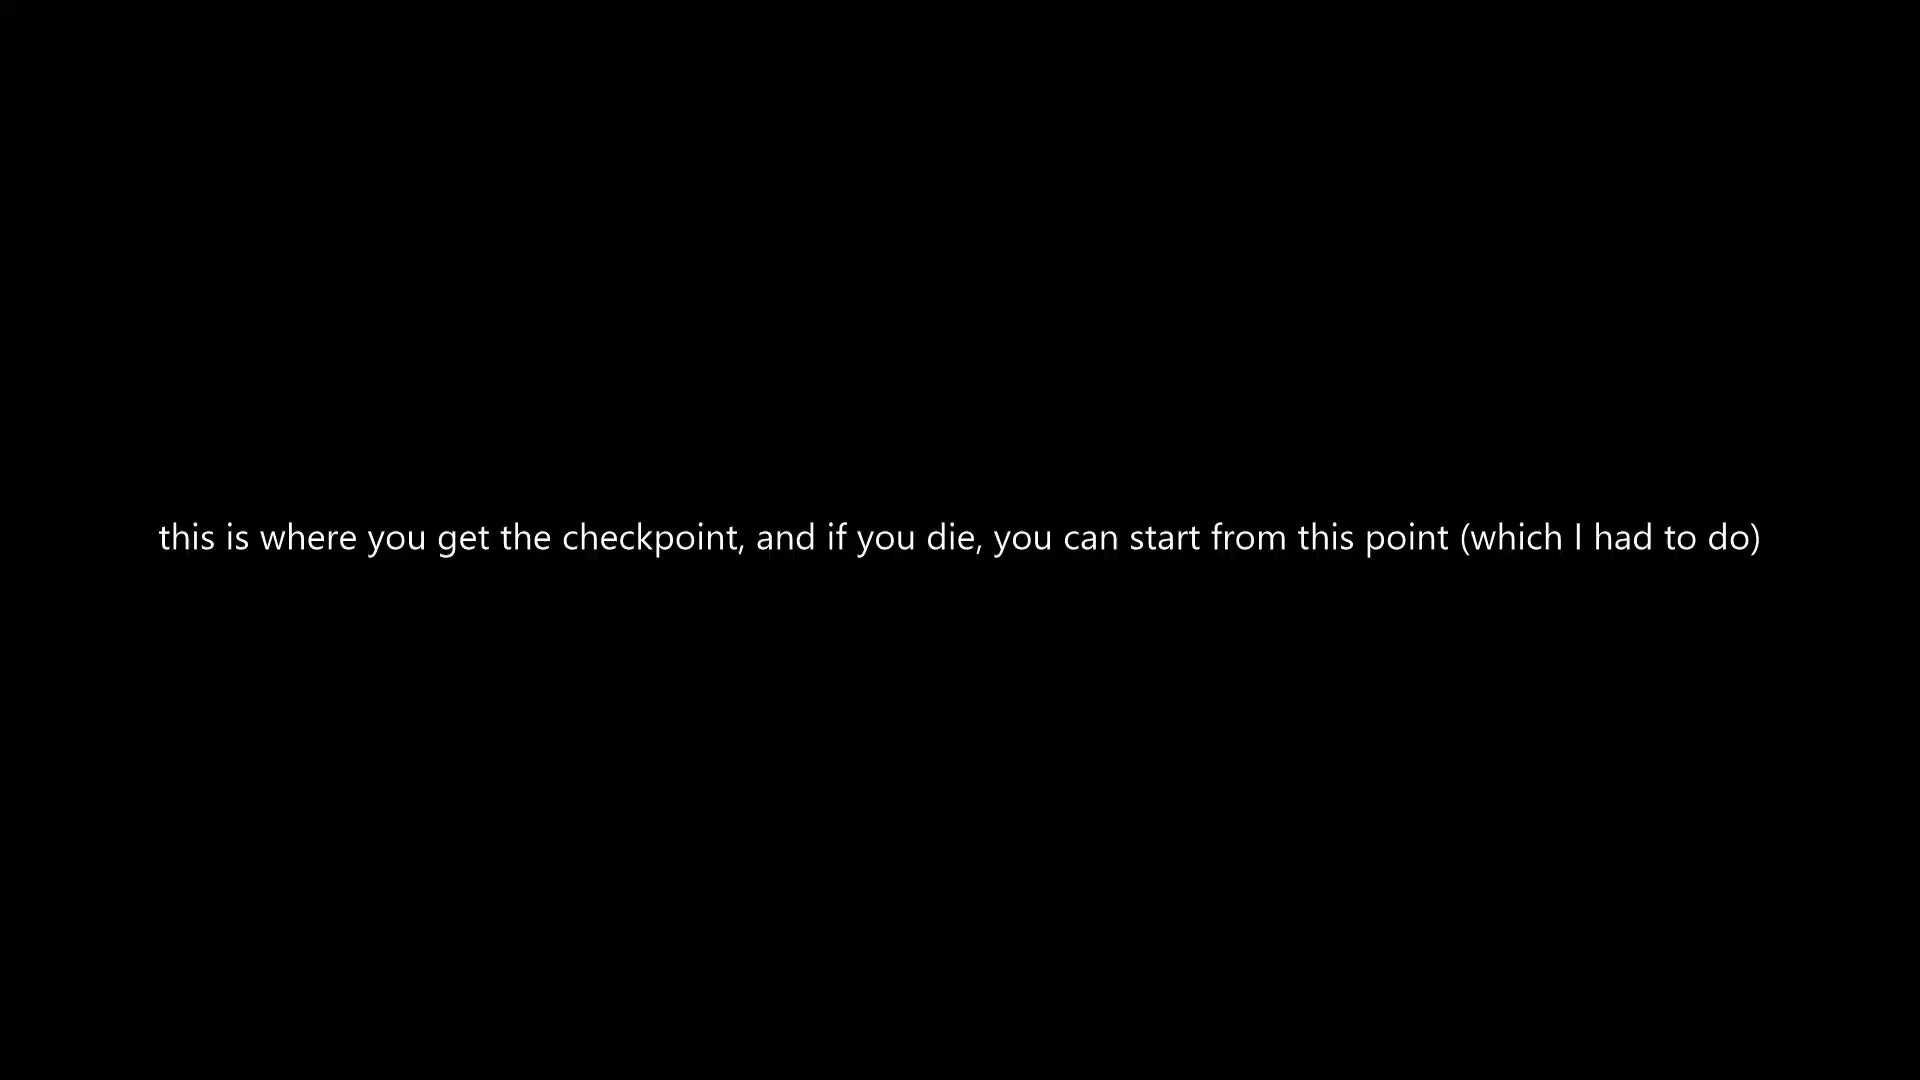 this is where you get the checkpoint, and if you die, you can start from this point (which I had to do)